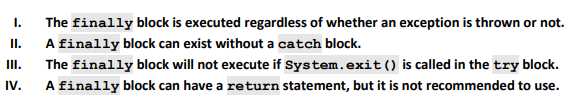 I. The finally block is executed regardless of whether an exception is thrown or not.
II. A finally block can exist without a catch block.
III. The finally block will not execute if System.exit() is called in the try block.
IV. A finally block can have a return statement, but it is not recommended to use.